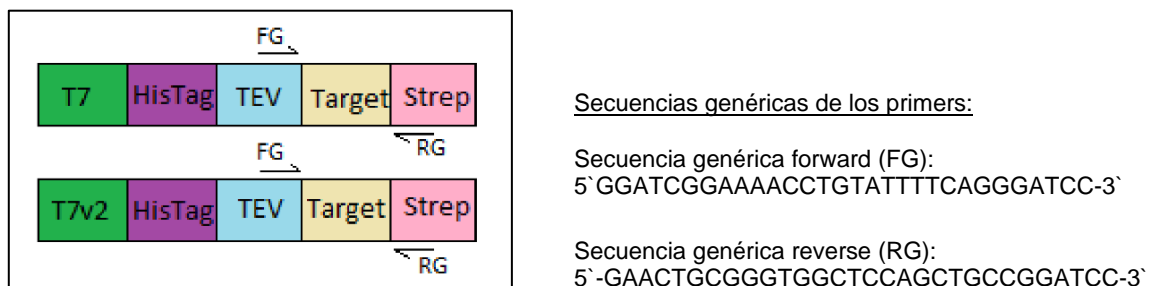 FG
T7 HisTag TEV Target Strep
RG
FG
T7v2 HisTag TEV Target Strep
RG
Secuencias genéricas de los primers:
Secuencia genérica forward (FG):
5`GGATCGGAAAACCTGTATTTTCAGGGATCC-3`
Secuencia genérica reverse (RG):
5`-GAACTGCGGGTGGCTCCAGCTGCCGGATCC-3`